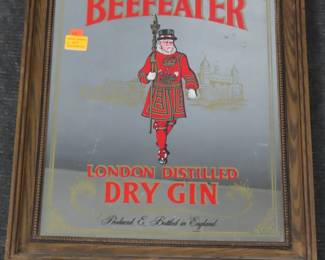 BEEFEATER
LONDON DISTILLED
DRY GIN
Produced & Bottled in England